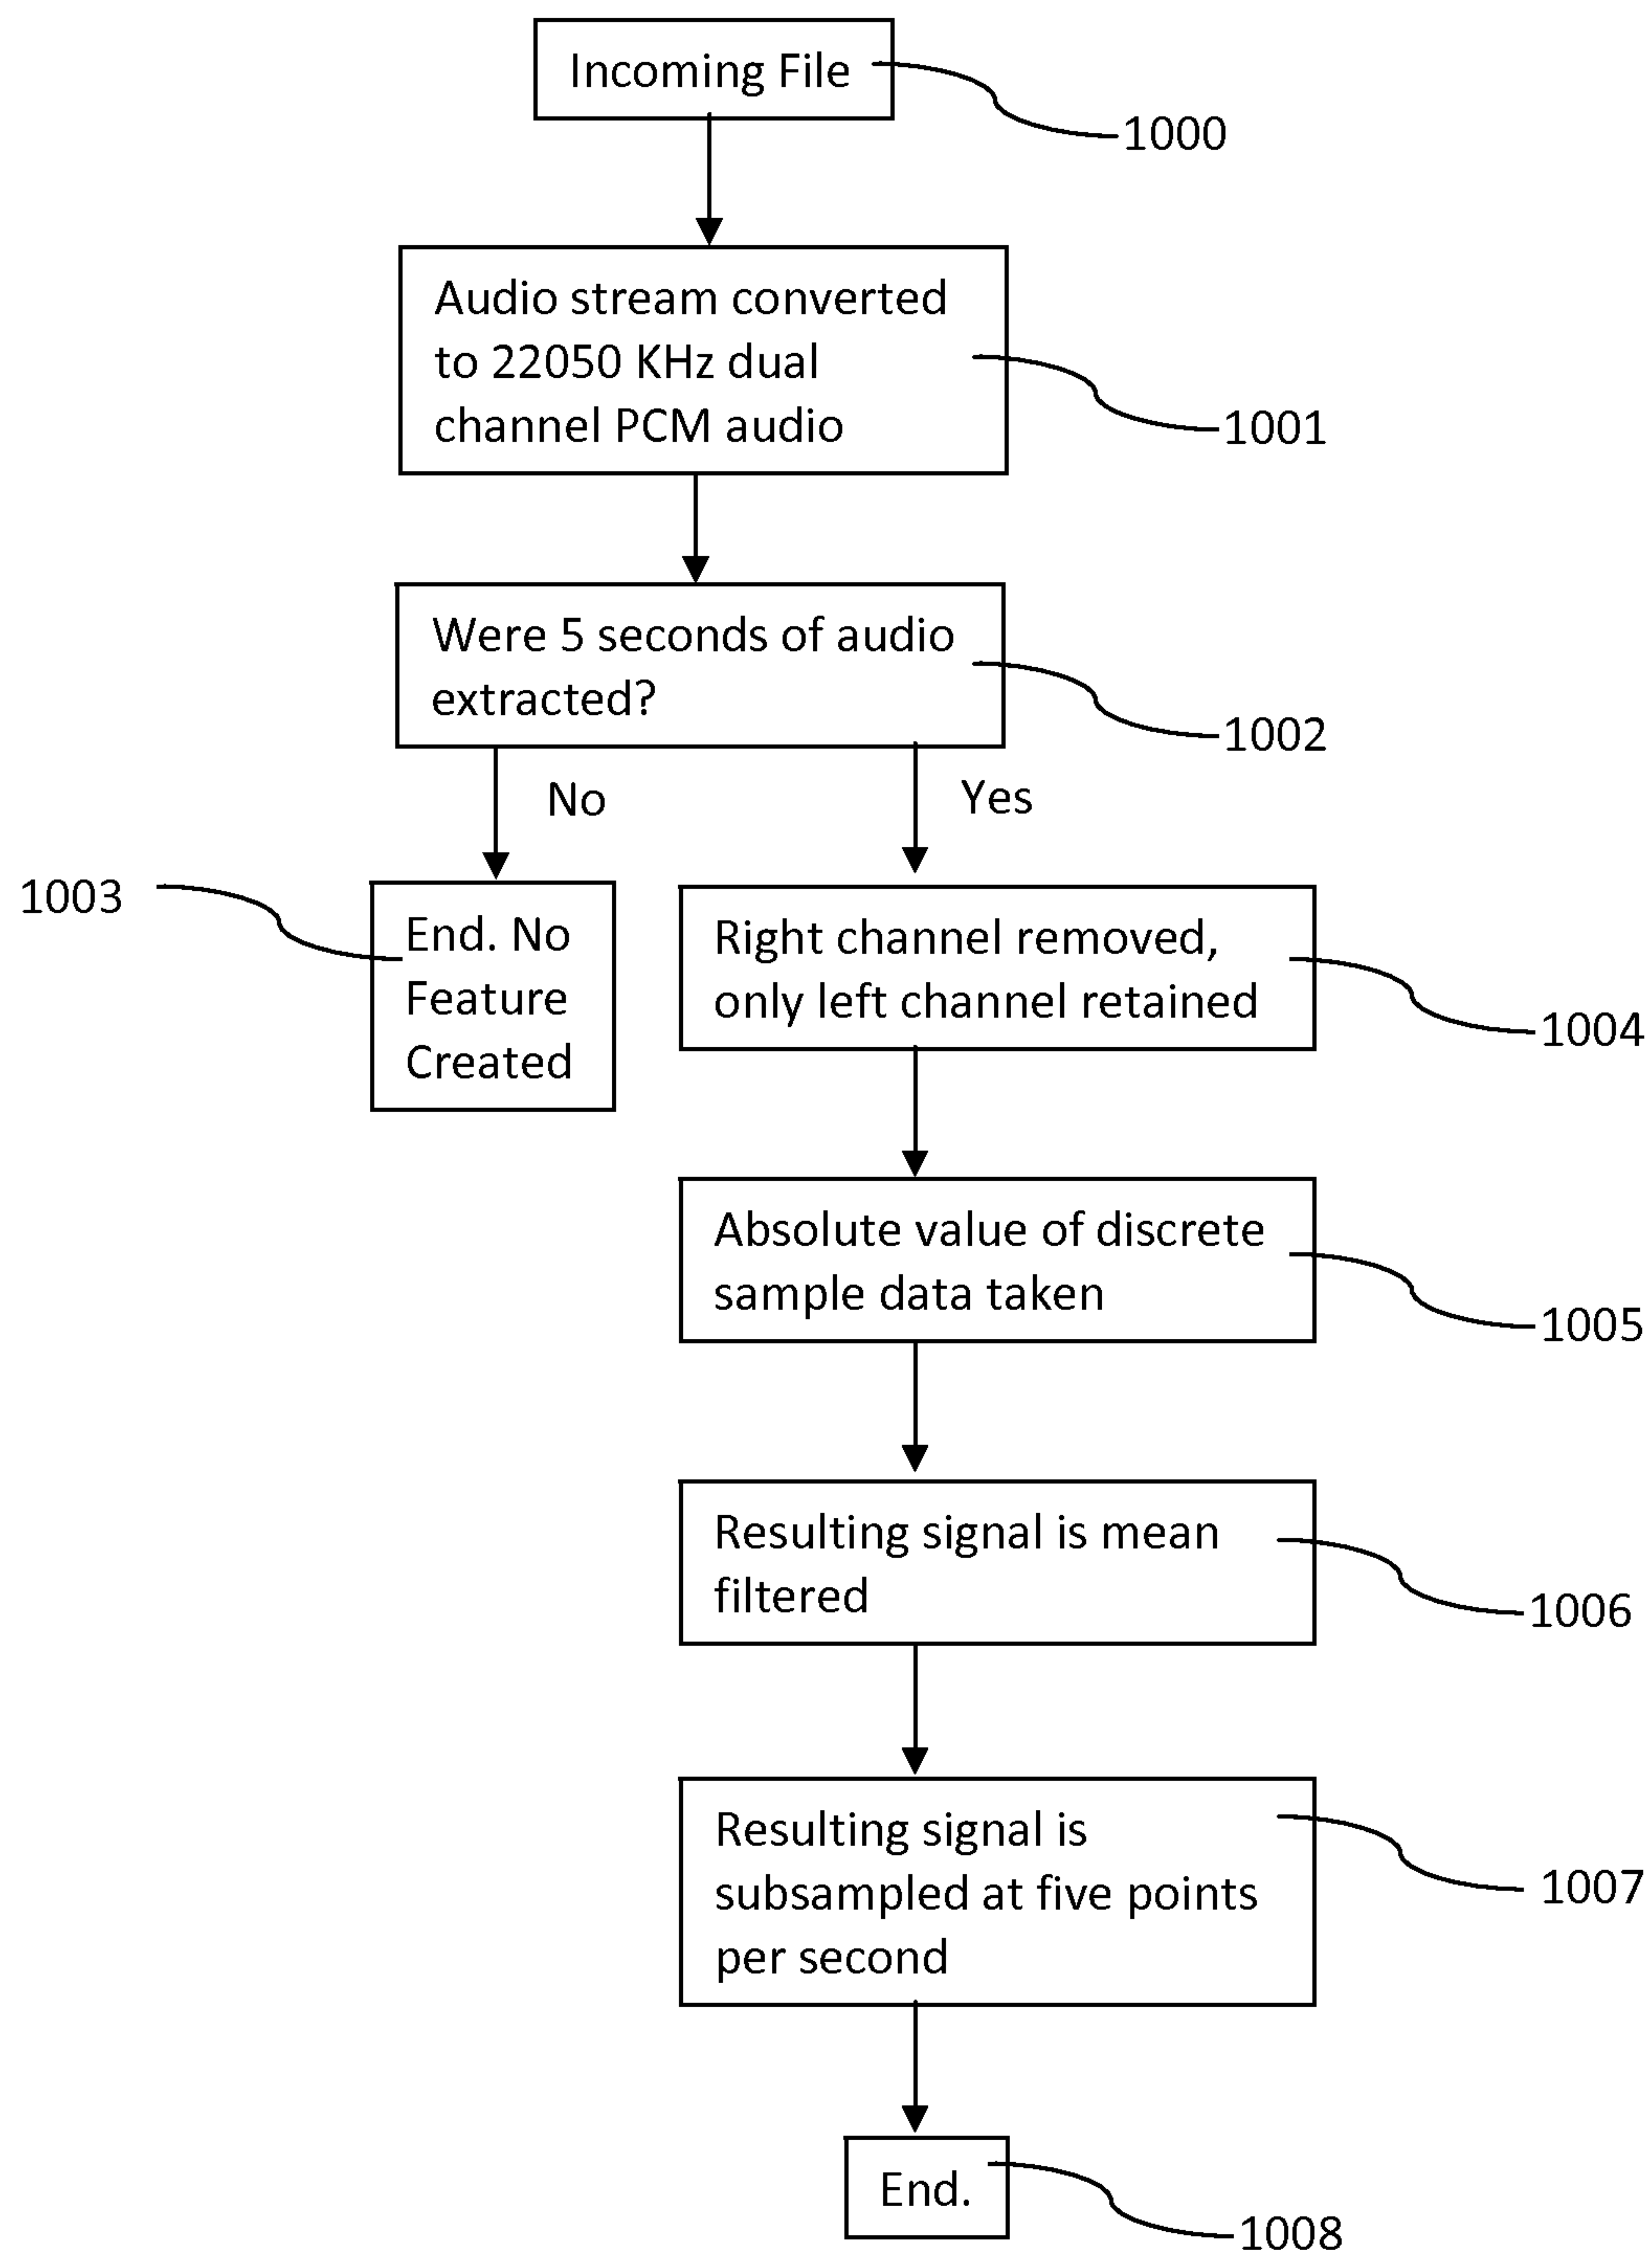 Incoming File
1000
Audio stream converted
to 22050 KHz dual
channel PCM audio
1001
Were 5 seconds of audio
extracted?
1002
No
Yes
1003
End. No
Feature
Created
Right channel removed,
only left channel retained
1004
Absolute value of discrete
sample data taken
1005
Resulting signal is mean
filtered
1006
Resulting signal is
subsampled at five points
per second
1007
End.
1008